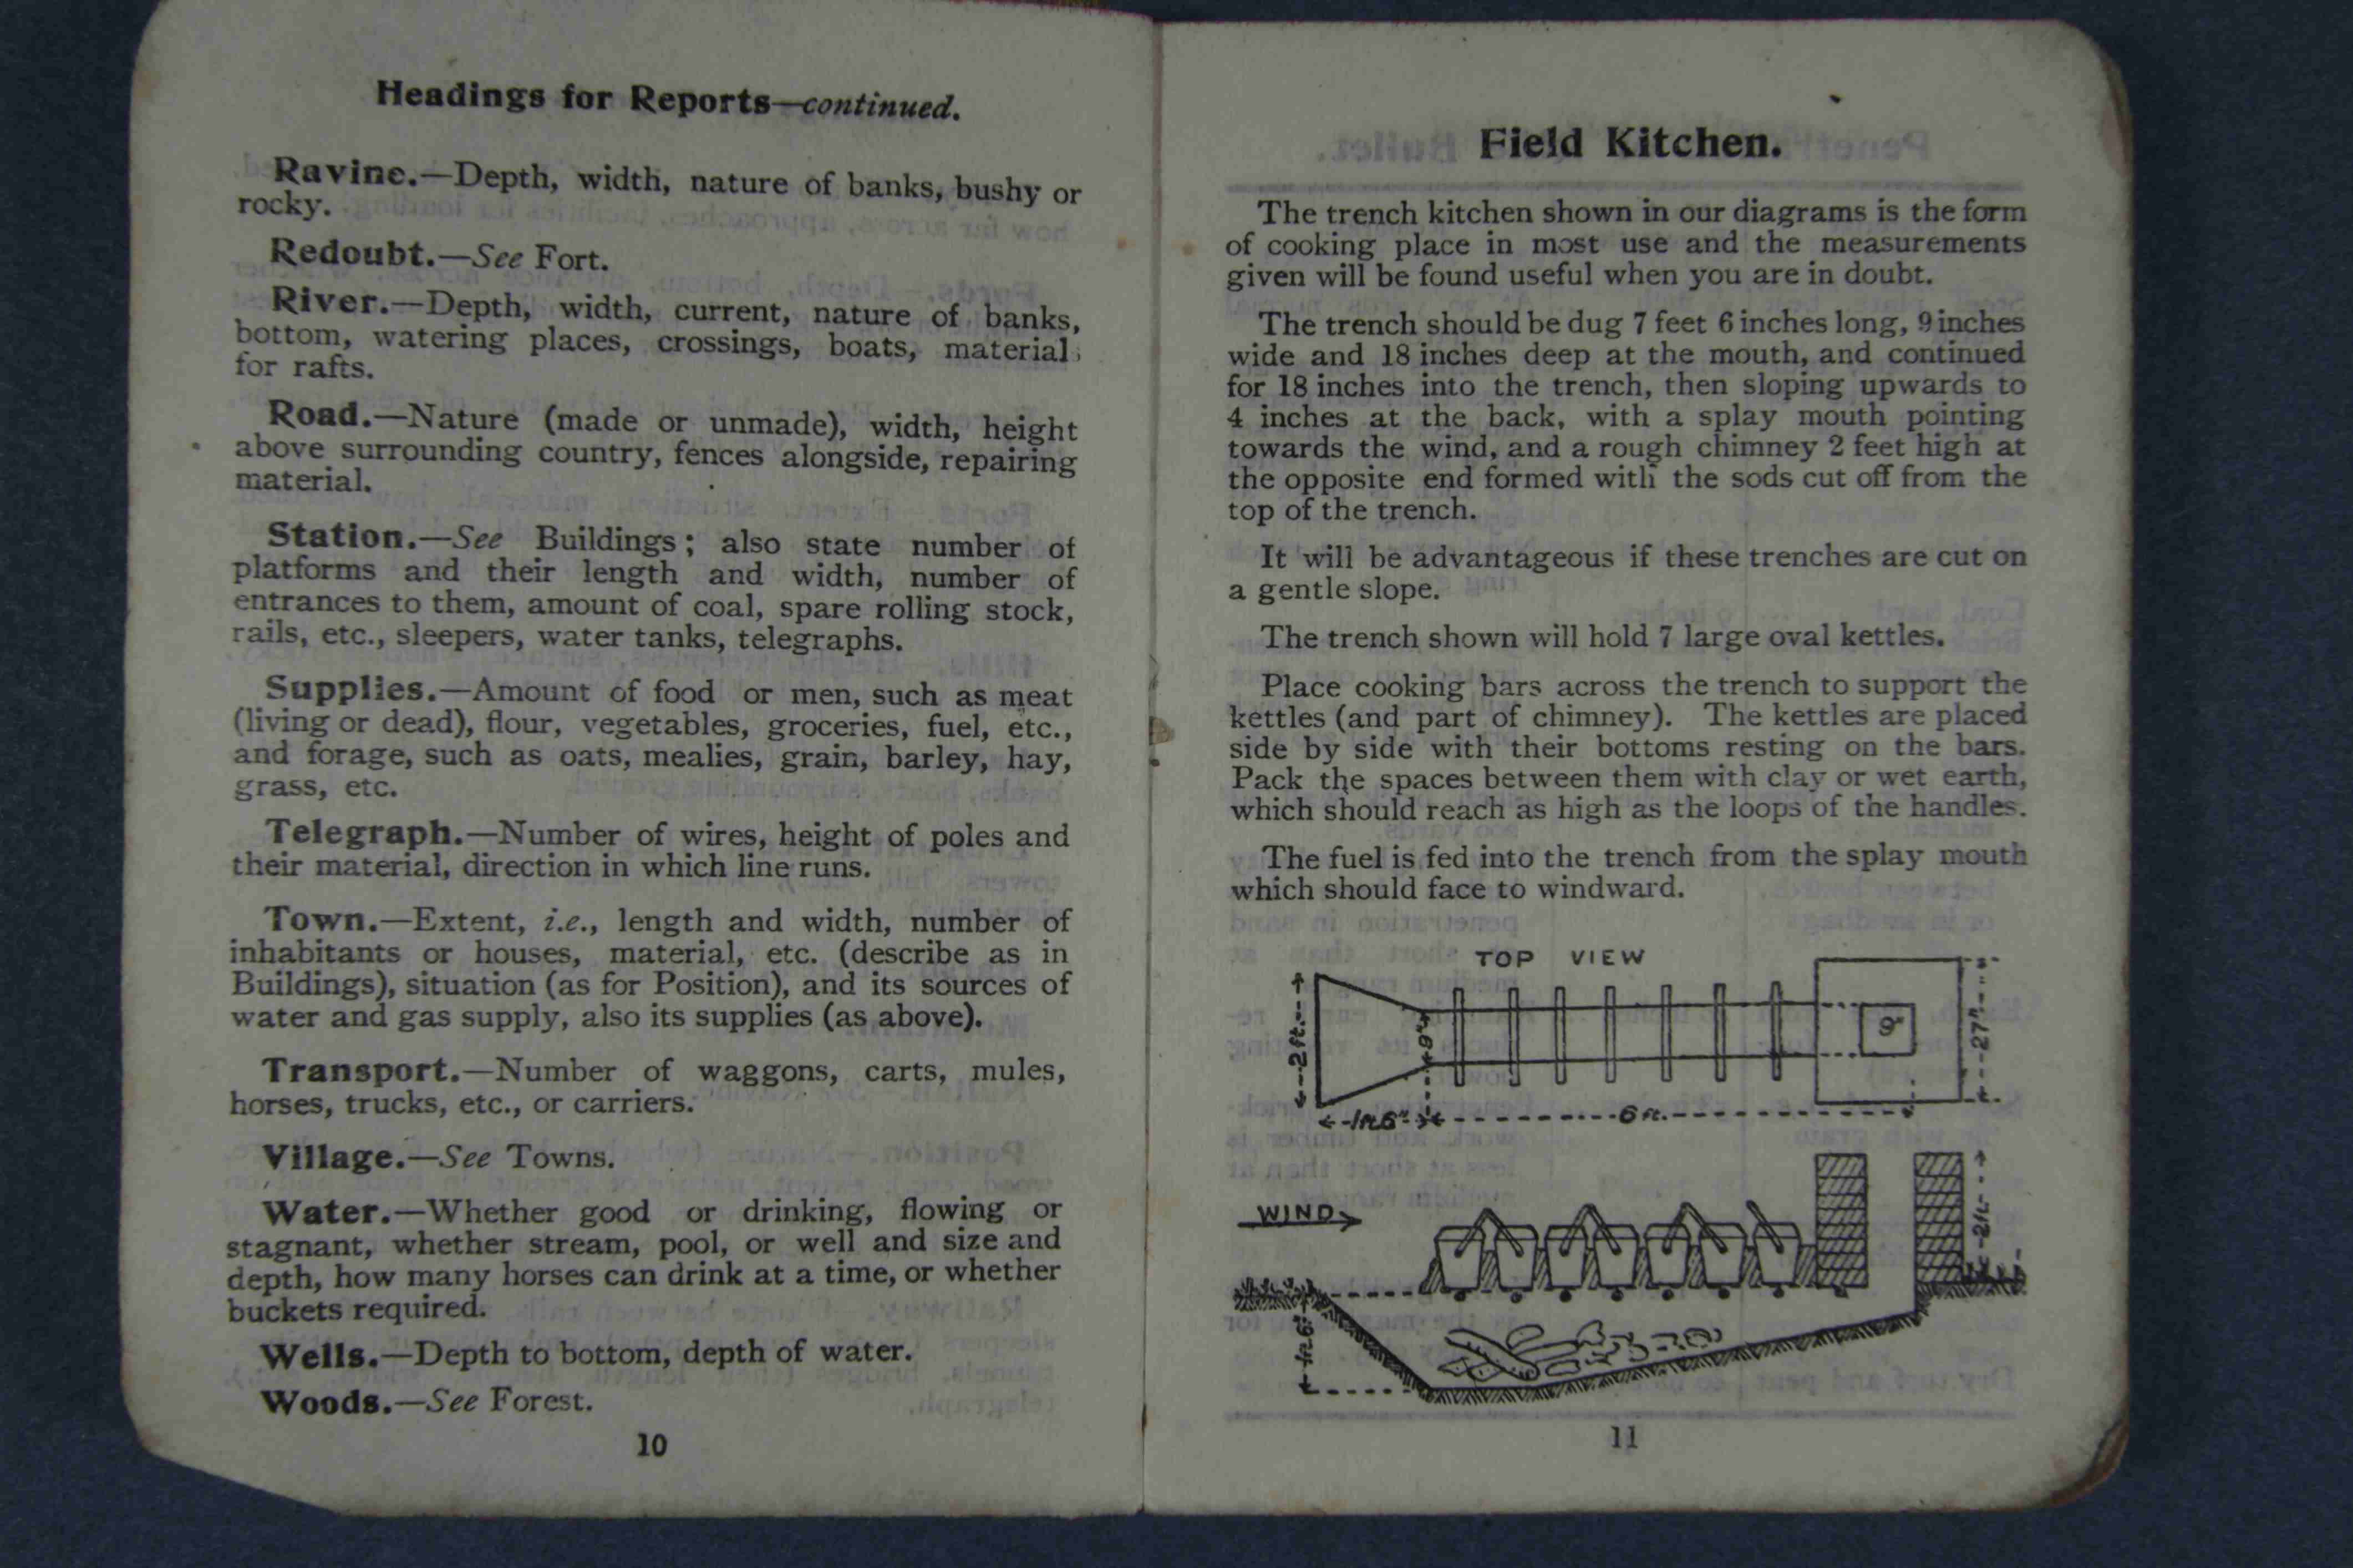 Headings for Reports—continued.
Ravine.—Depth, width, nature of banks, bushy or
rocky.
Redoubt.—See Fort.
River.—Depth, width, current, nature of banks,
bottom, watering places, crossings, boats, material
for rafts.
Road.—Nature (made or unmade), width, height
above surrounding country, fences alongside, repairing
material.
Station.—See Buildings; also state number of
platforms and their length and width, number of
entrances to them, amount of coal, spare rolling stock,
rails, etc., sleepers, water tanks, telegraphs.
Supplies.—Amount of food or men, such as meat
(living or dead), flour, vegetables, groceries, fuel, etc.,
and forage, such as oats, mealies, grain, barley, hay,
grass, etc.
Telegraph.—Number of wires, height of poles and
their material, direction in which line runs.
Town.—Extent, i.e., length and width, number of
inhabitants or houses, material, etc. (describe as in
Buildings), situation (as for Position), and its sources of
water and gas supply, also its supplies (as above).
Transport.—Number of waggons, carts, mules,
horses, trucks, etc., or carriers.
Village.—See Towns.
Water.—Whether good or drinking, flowing or
stagnant, whether stream, pool, or well and size and
depth, how many horses can drink at a time, or whether
buckets required.
Wells.—Depth to bottom, depth of water.
Woods.—See Forest.
10
Field Kitchen.
The trench kitchen shown in our diagrams is the form
of cooking place in most use and the measurements
given will be found useful when you are in doubt.
The trench should be dug 7 feet 6 inches long, 9 inches
wide and 18 inches deep at the mouth, and continued
for 18 inches into the trench, then sloping upwards to
4 inches at the back, with a splay mouth pointing
towards the wind, and a rough chimney 2 feet high at
the opposite end formed with the sods cut off from the
top of the trench.
It will be advantageous if these trenches are cut on
a gentle slope.
The trench shown will hold 7 large oval kettles.
Place cooking bars across the trench to support the
kettles (and part of chimney). The kettles are placed
side by side with their bottoms resting on the bars.
Pack the spaces between them with clay or wet earth,
which should reach as high as the loops of the handles.
The fuel is fed into the trench from the splay mouth
which should face to windward.
TOP VIEW
2 ft.
9"
9"
27"
1 ft 6"
6 ft.
WIND
2 ft.
1 ft 6"
11